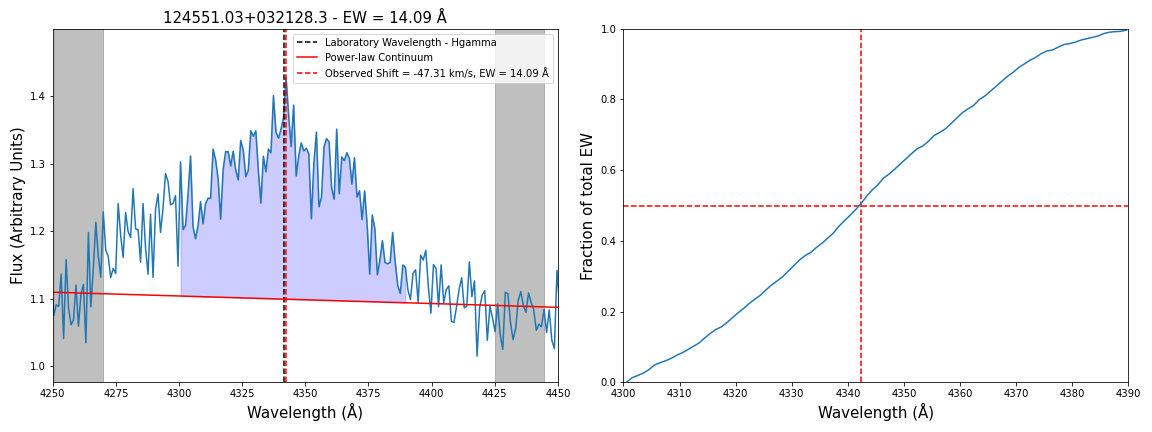 124551.03+032128.3 - EW = 14.09 Å
Laboratory Wavelength - Hgamma
Power-law Continuum
Observed Shift = -47.31 km/s, EW = 14.09 Å
Flux (Arbitrary Units)
1.4
1.3
1.2
1.1
1.0
4250 4275 4300 4325 4350 4375 4400 4425 4450
Wavelength (Å)
Fraction of total EW
1.0
0.8
0.6
0.4
0.2
0.0
4300 4310 4320 4330 4340 4350 4360 4370 4380 4390
Wavelength (Å)